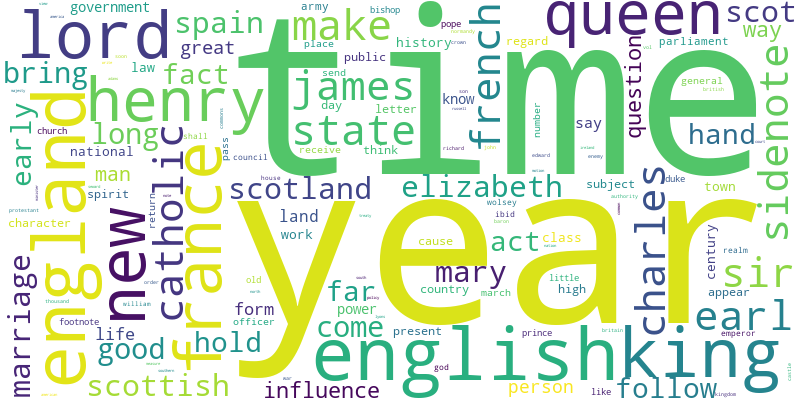 government
army
bishop
lord
spain
make
time
queen
scot
great
place
pope
crown
history
regard
parliament
way
law
public
bring
fact
james
french
know
question
sidenote
henry
send
day
letter
general
british
think
state
early
long
church
national
man
spirit
england
new
catholic
france
shall
pass
council
receive
richard
edward
say
number
hand
house
scotland
elizabeth
subject
duke
town
authority
charles
character
return
land
work
year
wolsey
ibid
act
class
century
realm
old
cause
mary
country
march
little
high
appear
sir
emperor
marriage
thousand
william
order
form
far
power
footnote
officer
come
present
prince
britain
earl
life
good
hold
english
king
god
scottish
influence
person
like
follow
kingdom
castle
protestant